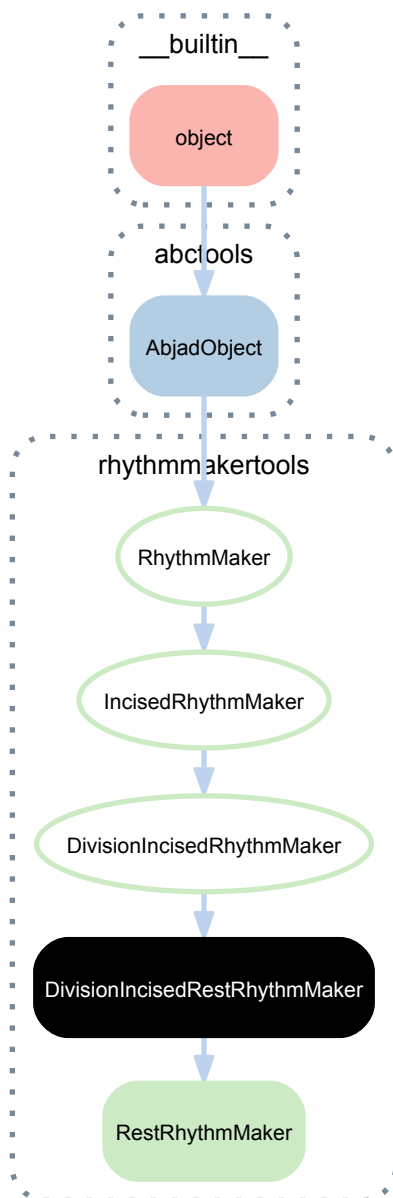 __builtin__
object
abctools
AbjadObject
rhythmmakertools
RhythmMaker
IncisedRhythmMaker
DivisionIncisedRhythmMaker
DivisionIncisedRestRhythmMaker
RestRhythmMaker